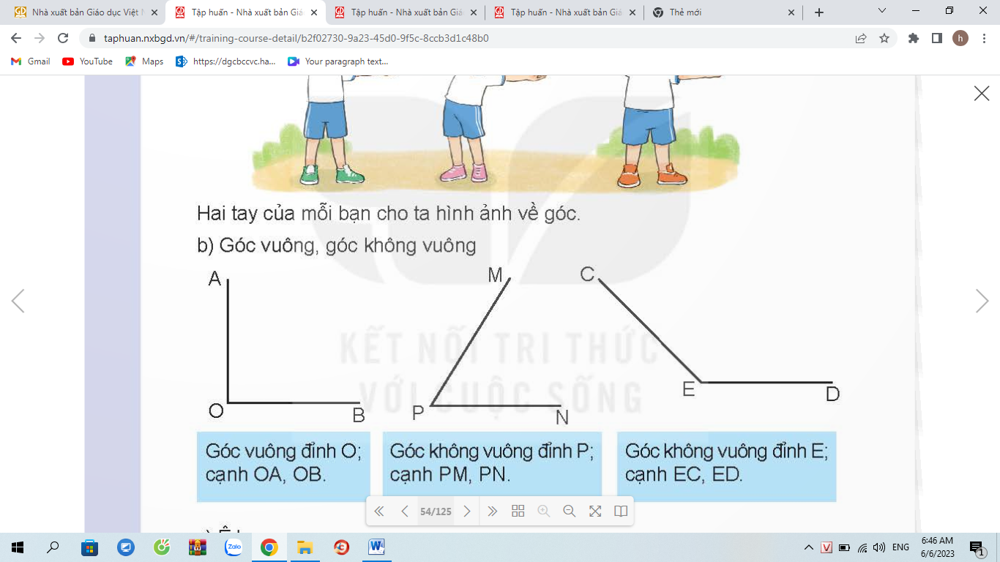 Nhà xuất bản Giáo dục Việt N
Tập huấn - Nhà xuất bản Giá
Tập huấn - Nhà xuất bản Giá
Tập huấn - Nhà xuất bản Giá
Thẻ mới
taphuan.nxbgd.vn/#/training-course-detail/b2f02730-9a23-45d0-9f5c-8ccb3d1c48b0
h
Gmail
YouTube
Maps
https://dgcbccvc.ha...
Your paragraph text...
Hai tay của mỗi bạn cho ta hình ảnh về góc.
b) Góc vuông, góc không vuông
A
M
C
KẾT NỐI TRI THỨC
VỚI CUỘC SỐNG
O
B
P
N
E
D
Góc vuông đỉnh O;
cạnh OA, OB.
Góc không vuông đỉnh P;
cạnh PM, PN.
Góc không vuông đỉnh E;
cạnh EC, ED.
54/125
Zalo
ENG
6:46 AM
6/6/2023
1